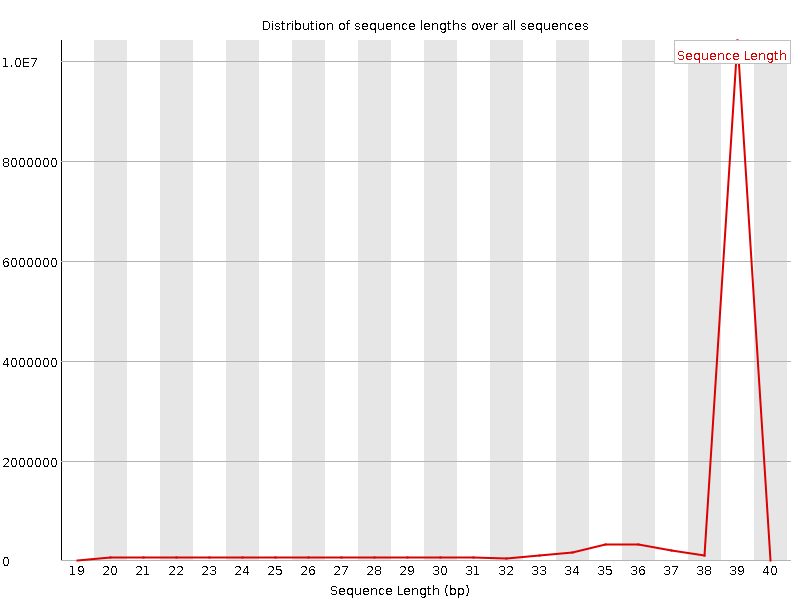 Distribution of sequence lengths over all sequences
Sequence Length
1.0E7
8000000
6000000
4000000
2000000
0
19 20 21 22 23 24 25 26 27 28 29 30 31 32 33 34 35 36 37 38 39 40
Sequence Length (bp)